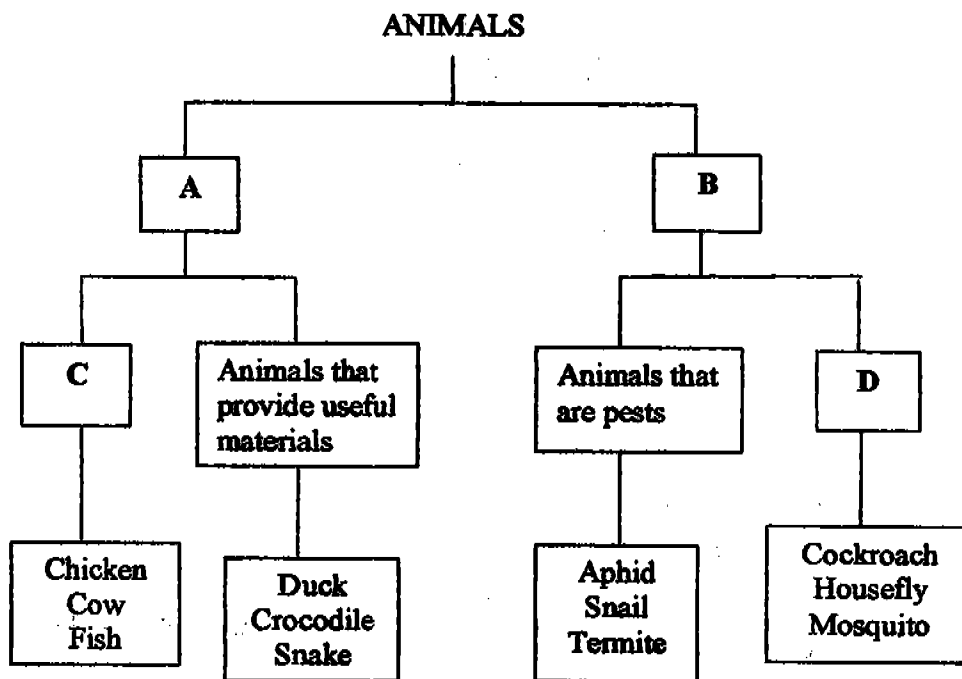 ANIMALS
A
B
C
Animals that
provide useful
materials
Animals that
are pests
D
Chicken
Cow
Fish
Duck
Crocodile
Snake
Aphid
Snail
Termite
Cockroach
Housefly
Mosquito